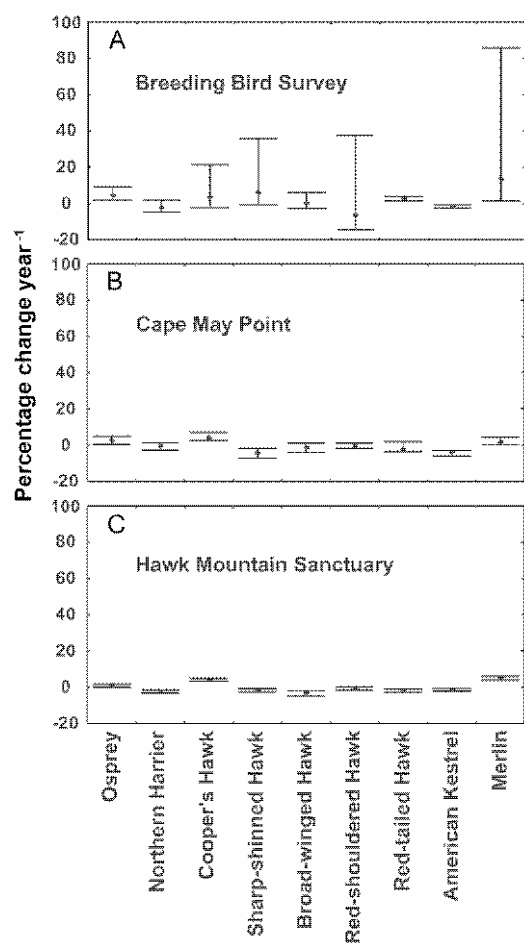 Percentage change year⁻¹
A
Breeding Bird Survey
100
80
60
40
20
0
-20
B
Cape May Point
100
80
60
40
20
0
-20
C
Hawk Mountain Sanctuary
100
80
60
40
20
0
-20
Osprey
Northern Harrier
Cooper's Hawk
Sharp-shinned Hawk
Broad-winged Hawk
Red-shouldered Hawk
Red-tailed Hawk
American Kestrel
Merlin